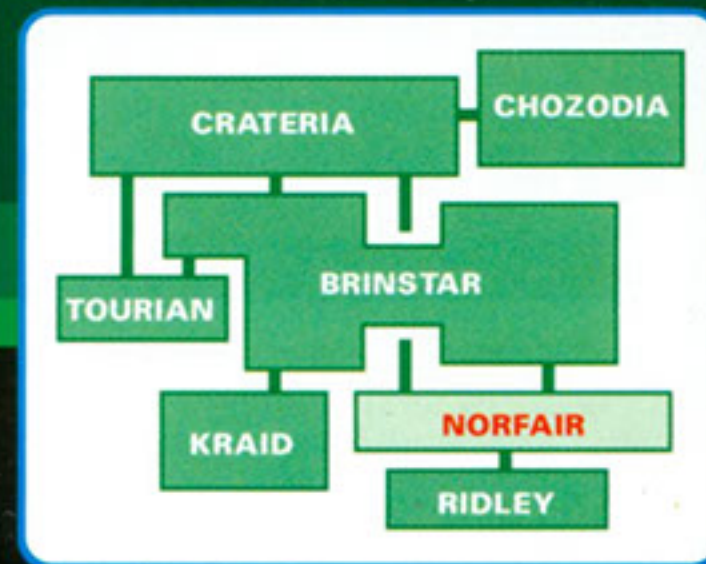 CRATERIA
CHOZODIA
BRINSTAR
TOURIAN
NORFAIR
KRAID
RIDLEY